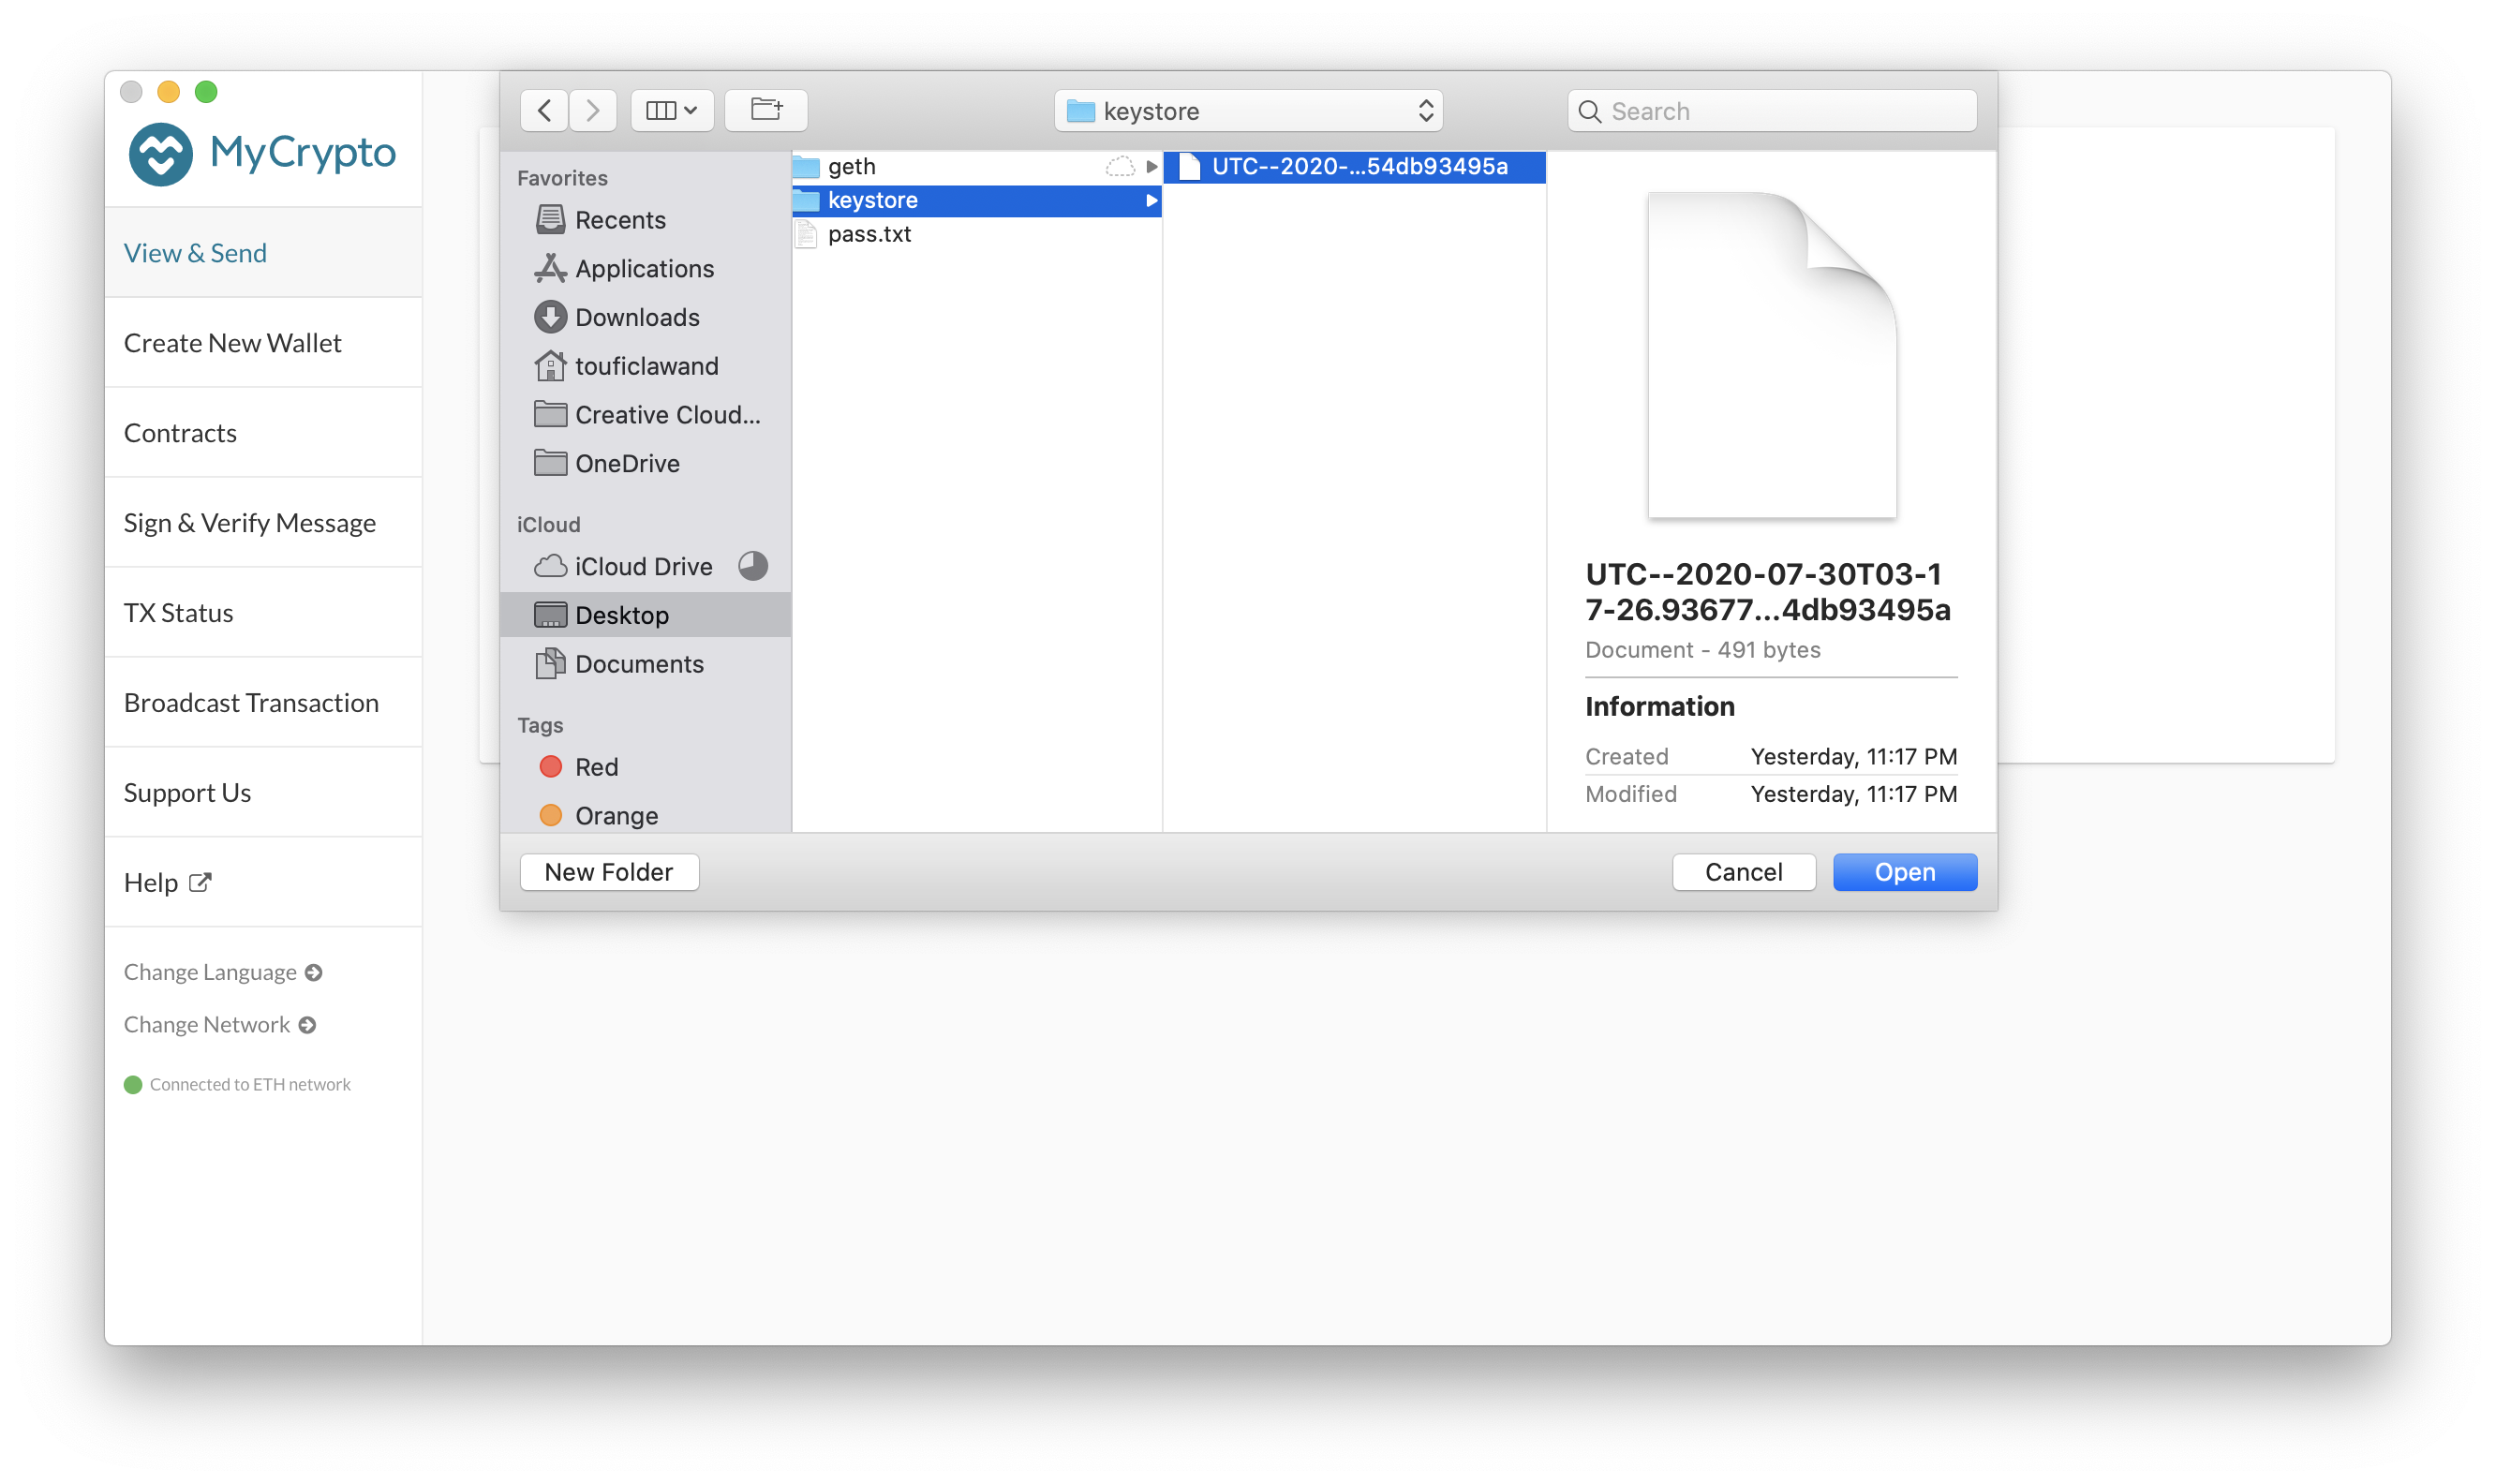 MyCrypto
View & Send
Create New Wallet
Contracts
Sign & Verify Message
TX Status
Broadcast Transaction
Support Us
Help
Change Language
Change Network
Connected to ETH network
keystore
Search
Favorites
Recents
Applications
Downloads
touficlawand
Creative Cloud...
OneDrive
iCloud
iCloud Drive
Desktop
Documents
Tags
Red
Orange
geth
keystore
pass.txt
UTC--2020-...54db93495a
UTC--2020-07-30T03-1
7-26.93677...4db93495a
Document - 491 bytes
Information
Created Yesterday, 11:17 PM
Modified Yesterday, 11:17 PM
New Folder
Cancel
Open